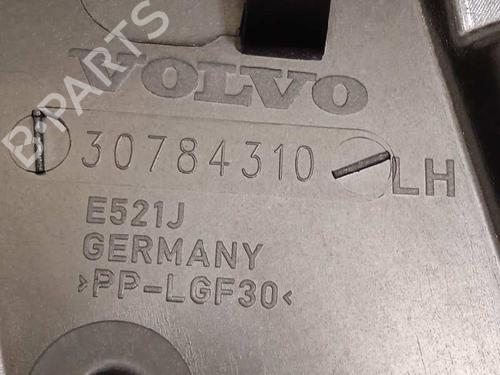 VOLVO
30784310 LH
E521J
GERMANY
>PP-LGF30<
B-PARTS